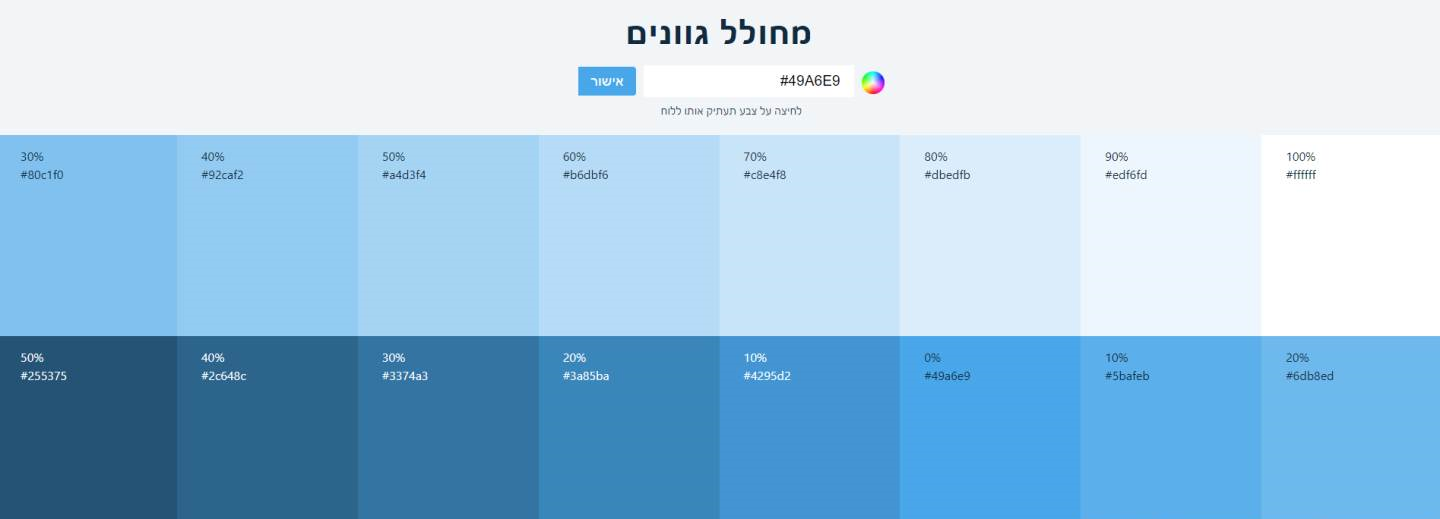 מחולל גוונים
#49A6E9
אישור
לחיצה על צבע תעתיק אותו ללוח
100%
#ffffff
90%
#edf6fd
80%
#dbedfb
70%
#c8e4f8
60%
#b6dbf6
50%
#a4d3f4
40%
#92caf2
30%
#80c1f0
20%
#6db8ed
10%
#5bafeb
0%
#49a6e9
10%
#4295d2
20%
#3a85ba
30%
#3374a3
40%
#2c648c
50%
#255375